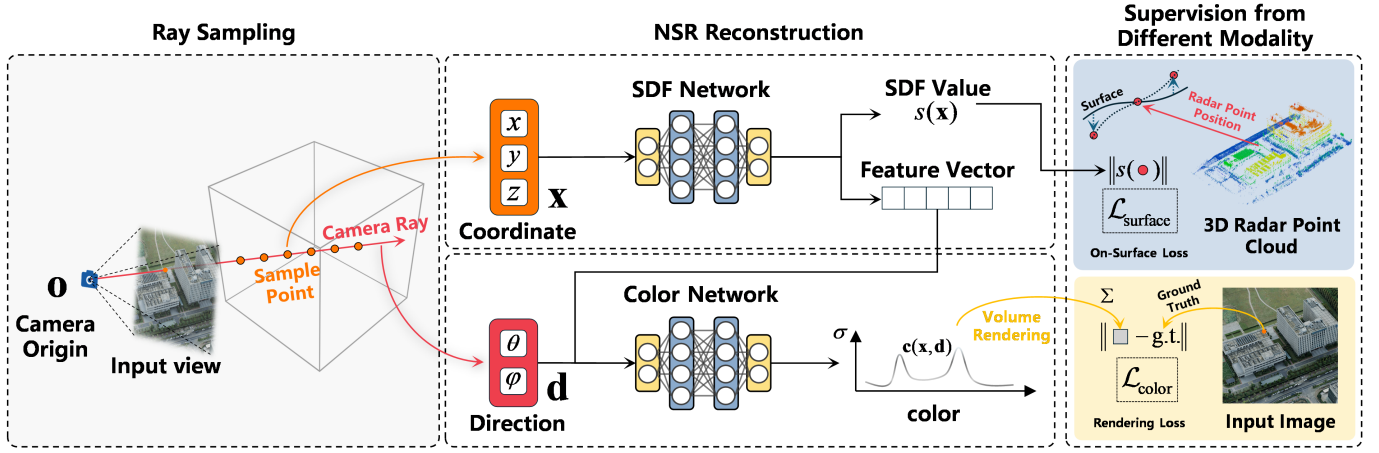 Ray Sampling
NSR Reconstruction
Supervision from
Different Modality
o
Camera
Origin
Input view
Sample
Point
Camera Ray
x
y
z
x
Coordinate
SDF Network
SDF Value
s(x)
Feature Vector
θ
φ
d
Direction
Color Network
σ
c(x, d)
color
Volume
Rendering
Surface
Radar Point
Position
‖s( )‖
ℒsurface
On-Surface Loss
3D Radar Point
Cloud
Σ
Ground
Truth
‖ − g.t.‖
ℒcolor
Rendering Loss
Input Image